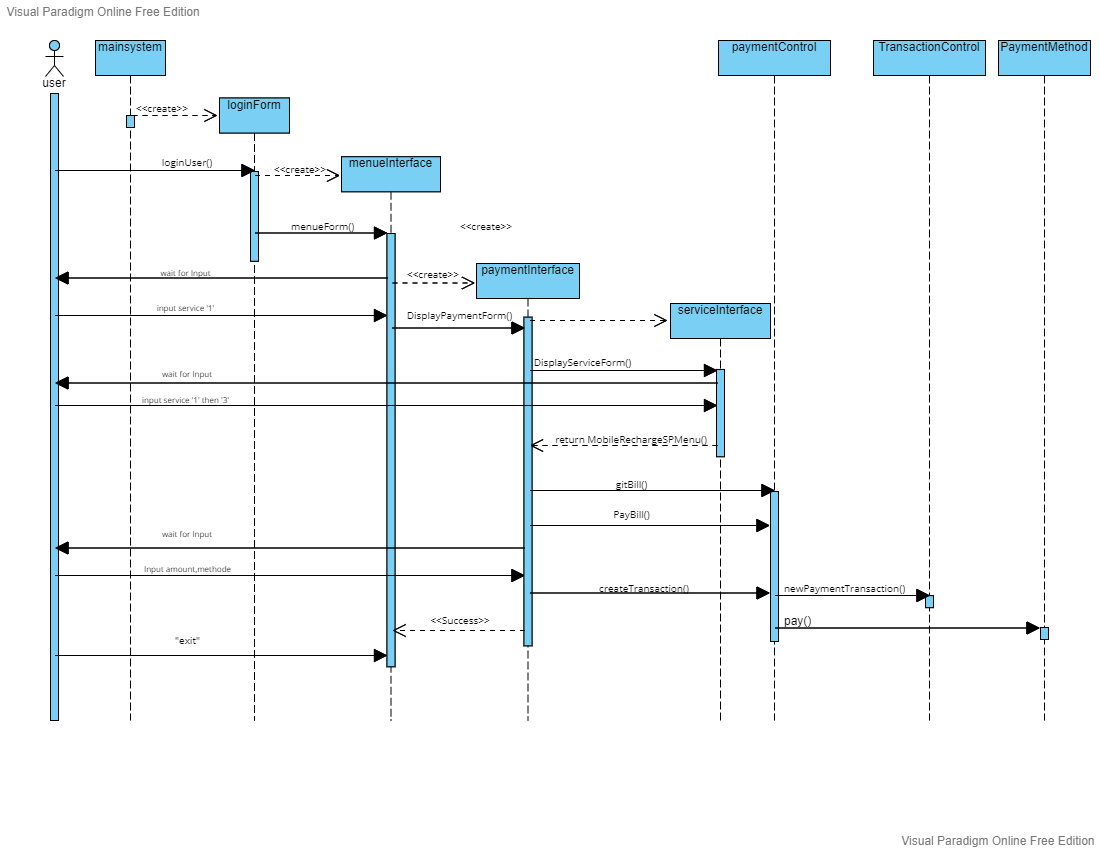 Visual Paradigm Online Free Edition
mainsystem
paymentControl
TransactionControl
PaymentMethod
user
<<create>>
loginForm
loginUser()
<<create>>
menueInterface
menueForm()
<<create>>
wait for Input
<<create>>
paymentInterface
input service '1'
DisplayPaymentForm()
serviceInterface
DisplayServiceForm()
wait for Input
input service '1' then '3'
return MobileRechargeSPMenu()
gitBill()
PayBill()
wait for Input
Input amount,methode
createTransaction()
newPaymentTransaction()
<<Success>>
pay()
"exit"
Visual Paradigm Online Free Edition